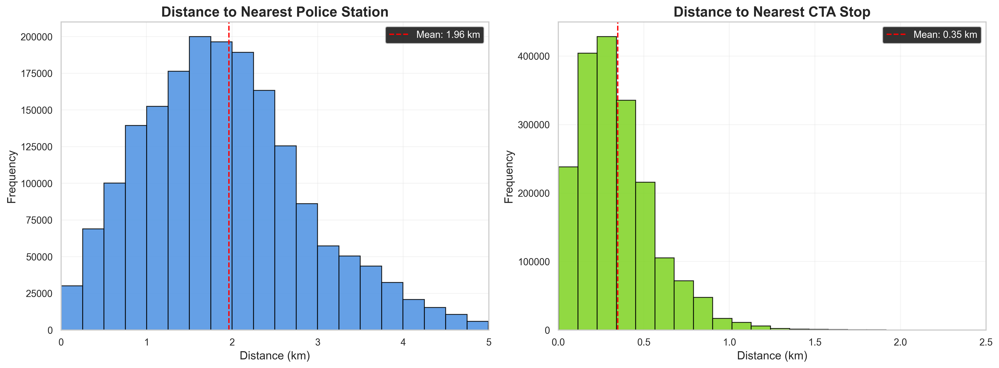 Distance to Nearest Police Station
Mean: 1.96 km
200000
175000
150000
125000
100000
75000
50000
25000
0
Frequency
0 1 2 3 4 5
Distance (km)
Distance to Nearest CTA Stop
Mean: 0.35 km
400000
300000
200000
100000
0
Frequency
0.0 0.5 1.0 1.5 2.0 2.5
Distance (km)